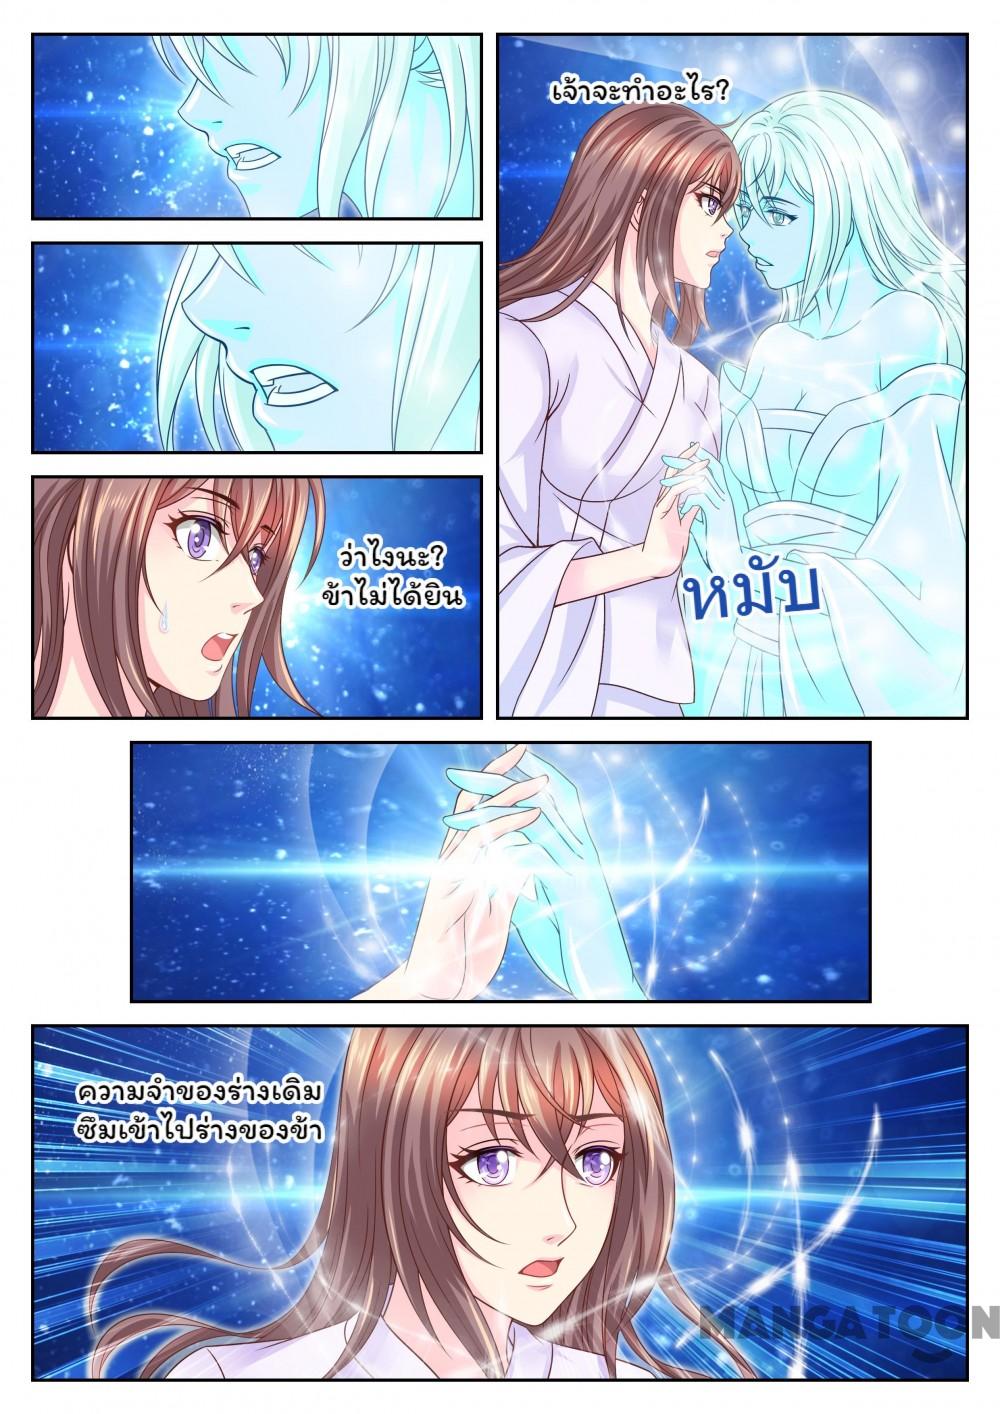 ว่าไงนะ?
ข้าไม่ได้ยิน
เจ้าจะทำอะไร?
หมับ
ความจำของร่างเดิม
ซึมเข้าไปร่างของข้า
MANGATOON